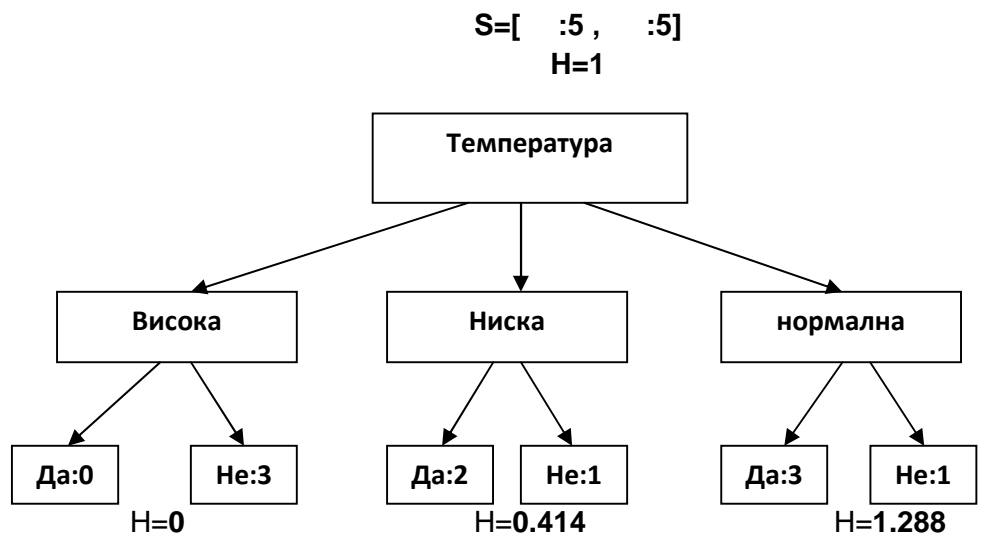 S=[ :5 , :5]
H=1
Температура
Висока
Ниска
нормална
Да:0
Не:3
Да:2
Не:1
Да:3
Не:1
H=0
H=0.414
H=1.288